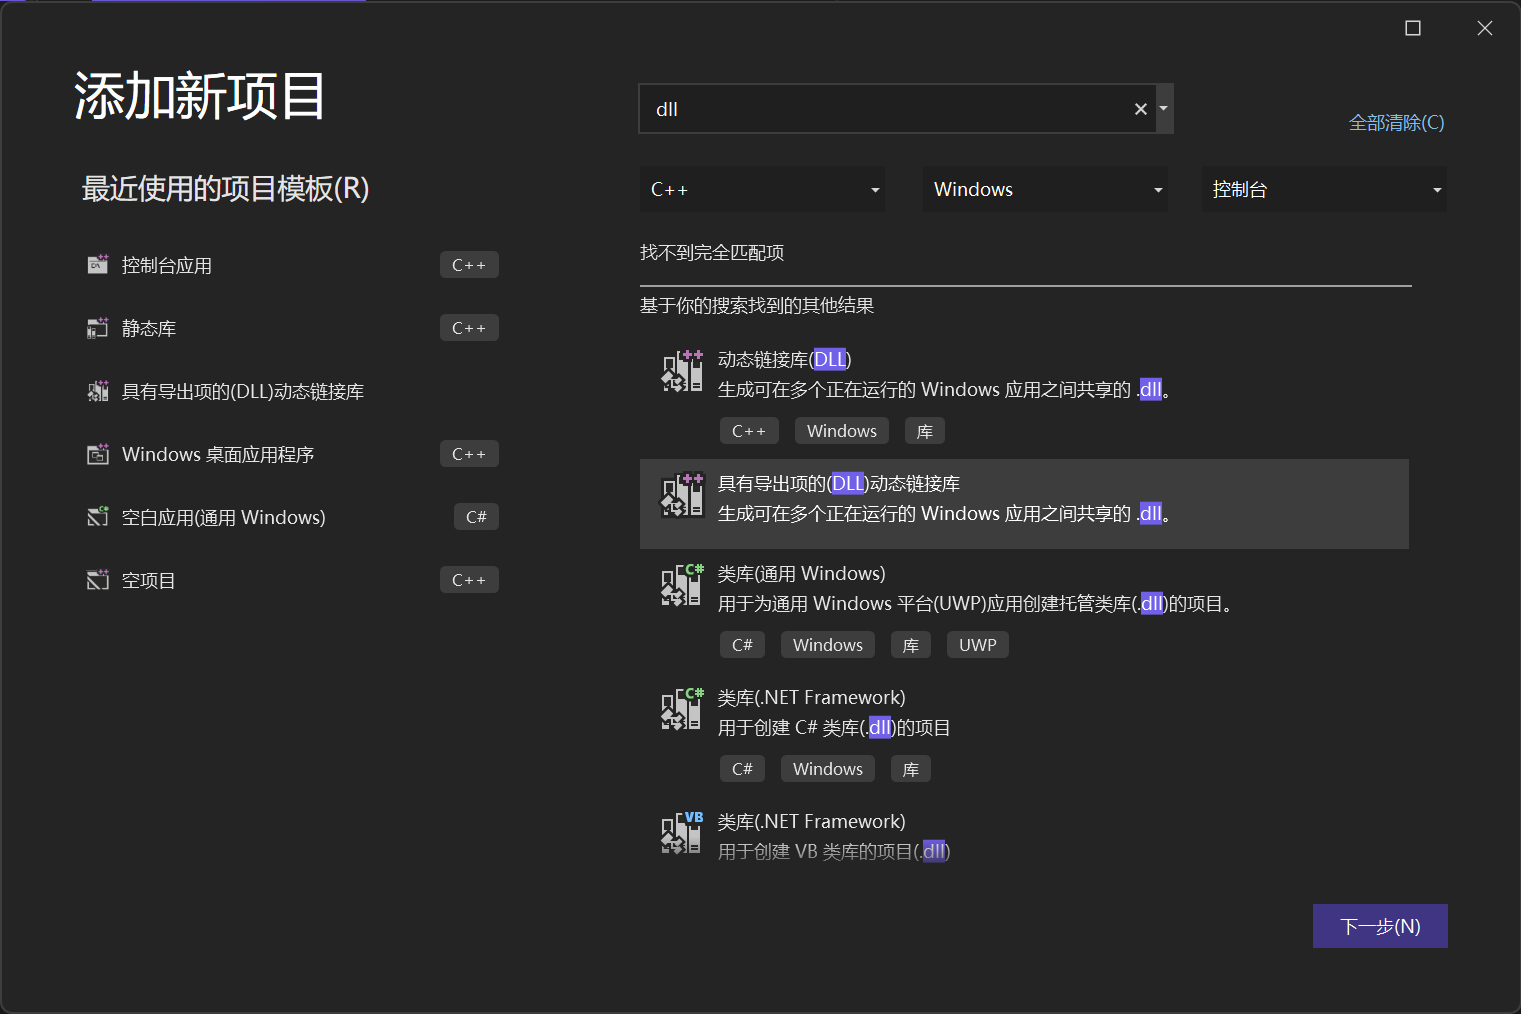 添加新项目
最近使用的项目模板(R)
控制台应用 C++
静态库 C++
具有导出项的(DLL)动态链接库
Windows 桌面应用程序 C++
空白应用(通用 Windows) C#
空项目 C++
dll
全部清除(C)
C++ Windows 控制台
找不到完全匹配项
基于你的搜索找到的其他结果
动态链接库(DLL)
生成可在多个正在运行的 Windows 应用之间共享的 .dll。
C++ Windows 库
具有导出项的(DLL)动态链接库
生成可在多个正在运行的 Windows 应用之间共享的 .dll。
C# 类库(通用 Windows)
用于为通用 Windows 平台(UWP)应用创建托管类库(.dll)的项目。
C# Windows 库 UWP
C# 类库(.NET Framework)
用于创建 C# 类库(.dll)的项目
C# Windows 库
VB 类库(.NET Framework)
用于创建 VB 类库的项目(.dll)
下一步(N)